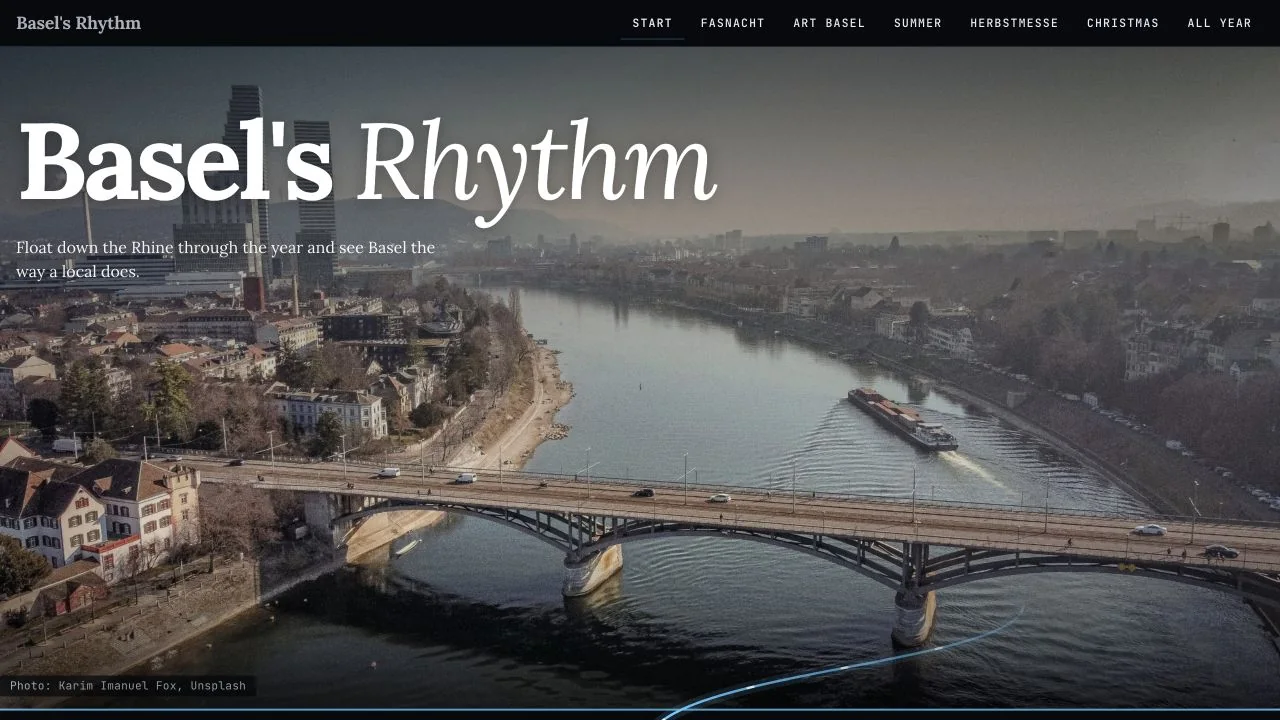 Basel's Rhythm
START
FASNACHT
ART BASEL
SUMMER
HERBSTMESSE
CHRISTMAS
ALL YEAR
Basel's Rhythm
Float down the Rhine through the year and see Basel the
way a local does.
Photo: Karim Imanuel Fox, Unsplash